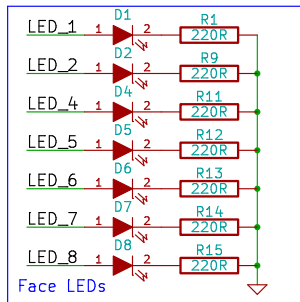 D1 R1
LED_1 1 2 220R
D2 R9
LED_2 1 2 220R
D4 R11
LED_4 1 2 220R
D5 R12
LED_5 1 2 220R
D6 R13
LED_6 1 2 220R
D7 R14
LED_7 1 2 220R
D8 R15
LED_8 1 2 220R
Face LEDs